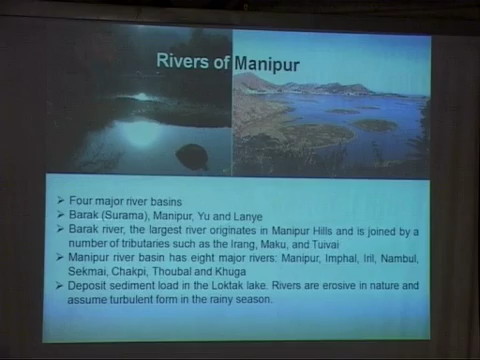 Rivers of Manipur
➢ Four major river basins
➢ Barak (Surama), Manipur, Yu and Lanye
➢ Barak river, the largest river originates in Manipur Hills and is joined by a
number of tributaries such as the Irang, Maku, and Tuivai
➢ Manipur river basin has eight major rivers: Manipur, Imphal, Iril, Nambul,
Sekmai, Chakpi, Thoubal and Khuga
➢ Deposit sediment load in the Loktak lake. Rivers are erosive in nature and
assume turbulent form in the rainy season.